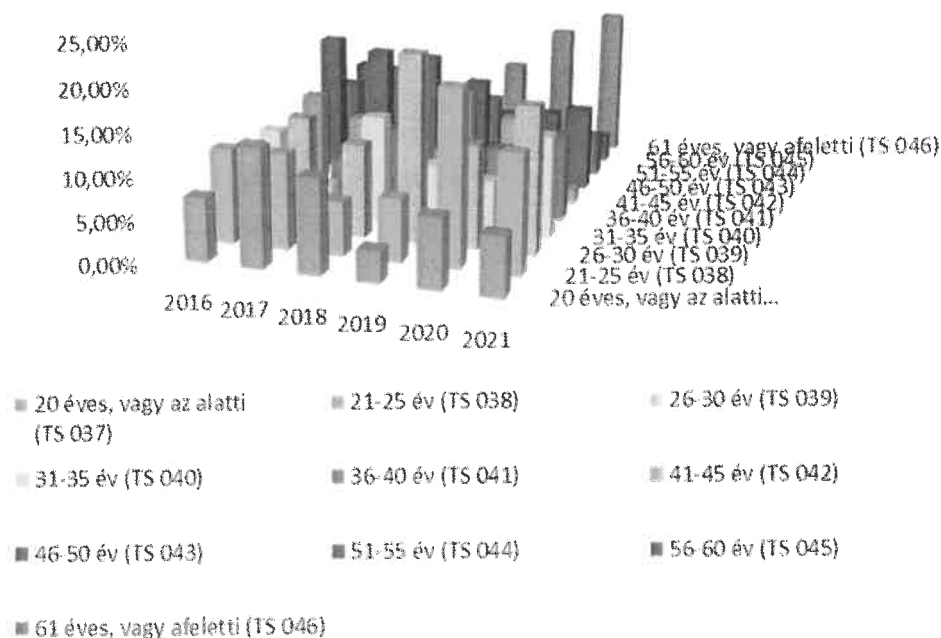 25,00%
20,00%
15,00%
10,00%
5,00%
0,00%
2016
2017
2018
2019
2020
2021
61 éves, vagy afeletti (TS 046)
56-60 év (TS 045)
51-55 év (TS 044)
46-50 év (TS 043)
41-45 év (TS 042)
36-40 év (TS 041)
31-35 év (TS 040)
26-30 év (TS 039)
21-25 év (TS 038)
20 éves, vagy az alatti...
20 éves, vagy az alatti
(TS 037)
21-25 év (TS 038)
26-30 év (TS 039)
31-35 év (TS 040)
36-40 év (TS 041)
41-45 év (TS 042)
46-50 év (TS 043)
51-55 év (TS 044)
56-60 év (TS 045)
61 éves, vagy afeletti (TS 046)